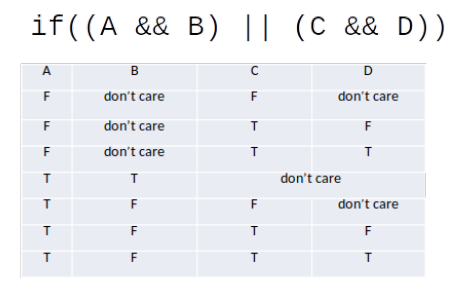 if((A && B) || (C && D))
A B C D
F don't care F don't care
F don't care T F
F don't care T T
T T don't care
T F F don't care
T F T F
T F T T